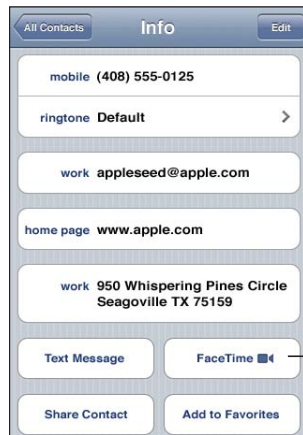 All Contacts Info Edit
mobile (408) 555-0125
ringtone Default
work appleseed@apple.com
home page www.apple.com
work 950 Whispering Pines Circle
Seagoville TX 75159
Text Message FaceTime
Share Contact Add to Favorites